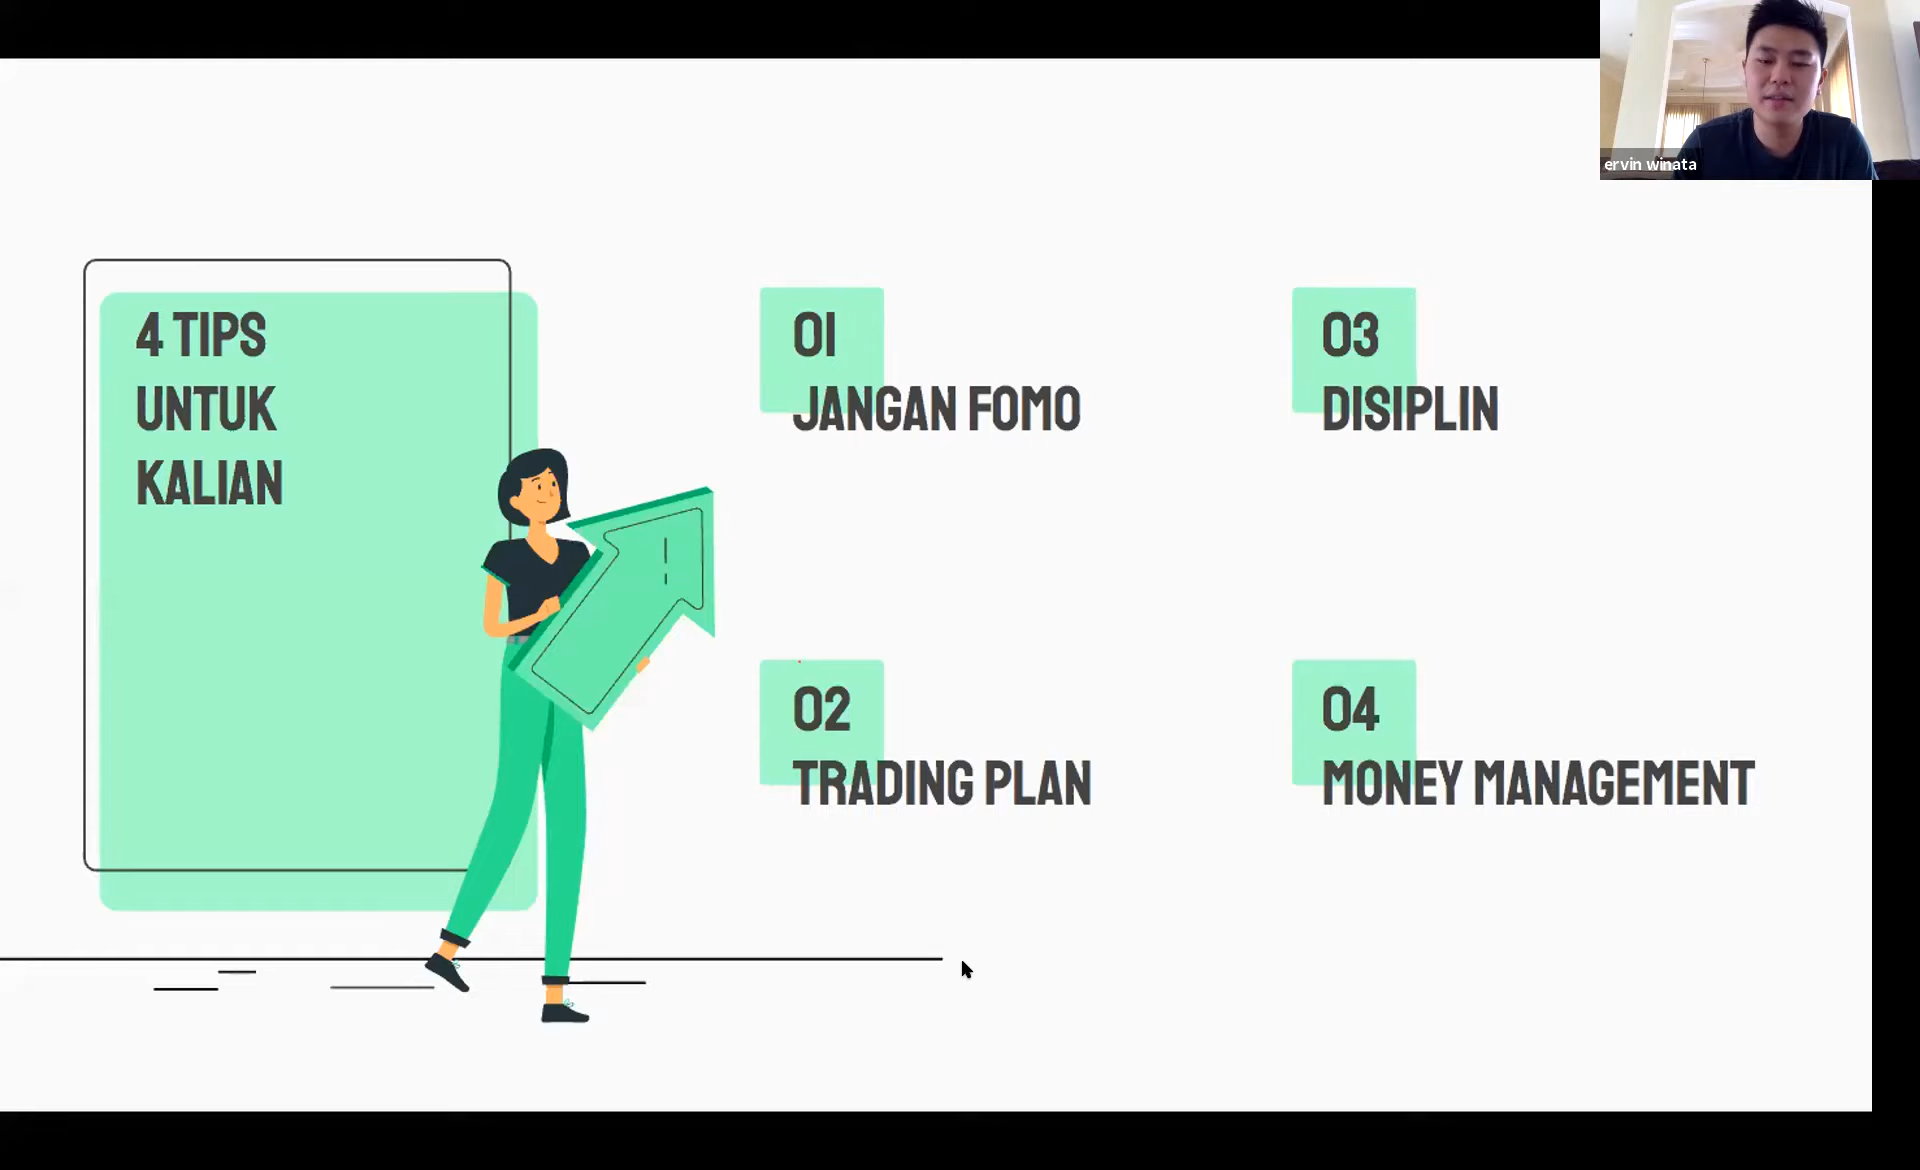 ervin winata
4 TIPS
UNTUK
KALIAN
01
JANGAN FOMO
02
TRADING PLAN
03
DISIPLIN
04
MONEY MANAGEMENT